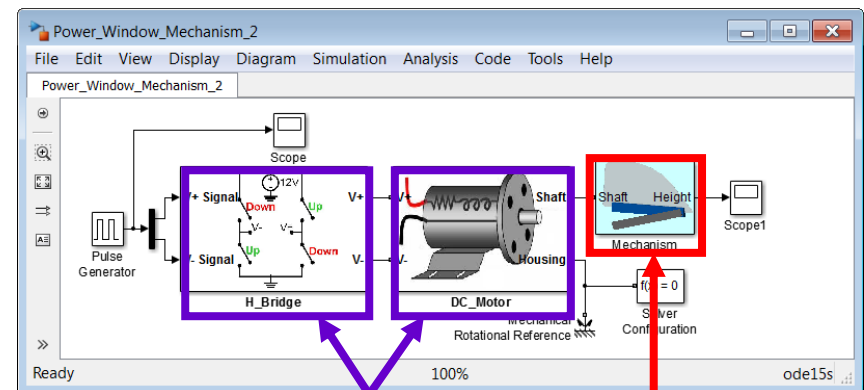 Power_Window_Mechanism_2
File Edit View Display Diagram Simulation Analysis Code Tools Help
Power_Window_Mechanism_2
Scope
12v
V+ Signal
Down
Up
V+
V+
Shaft
Shaft
Height
V-
V-
Scope1
Pulse
Generator
- Signal
Up
Down
V-
V-
Housing
Mechanism
H_Bridge
DC_Motor
f(x) = 0
Mechanical
Rotational Reference
Solver
Configuration
Ready
100%
ode15s